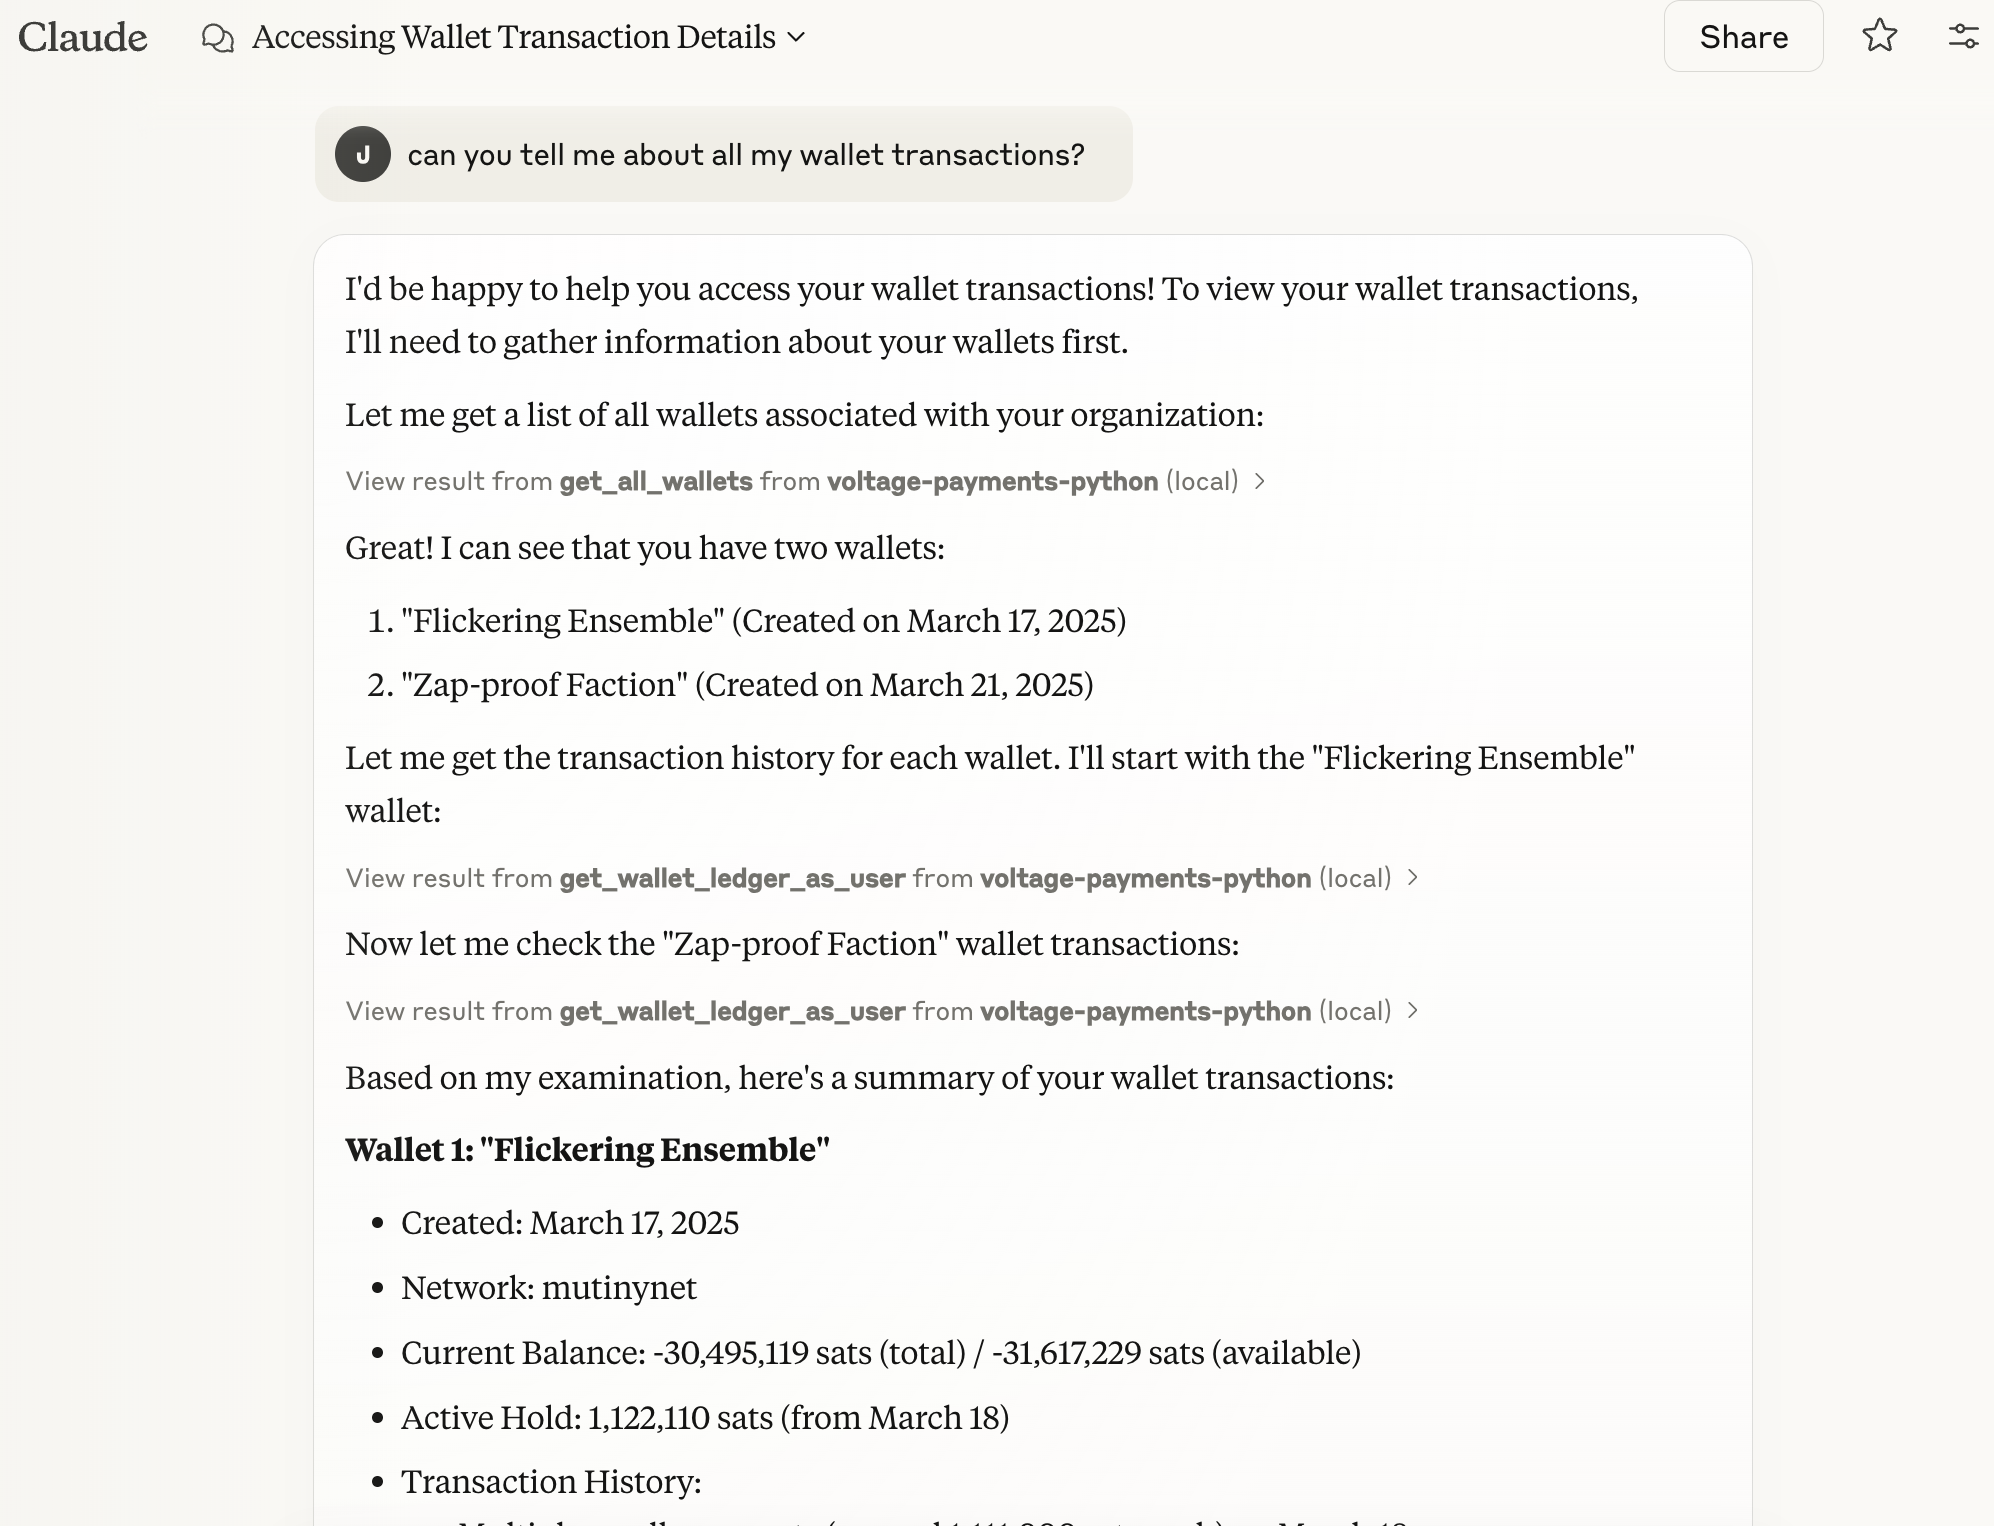 Claude
Accessing Wallet Transaction Details
Share
J
can you tell me about all my wallet transactions?
I'd be happy to help you access your wallet transactions! To view your wallet transactions,
I'll need to gather information about your wallets first.
Let me get a list of all wallets associated with your organization:
View result from get_all_wallets from voltage-payments-python (local)
Great! I can see that you have two wallets:
1. "Flickering Ensemble" (Created on March 17, 2025)
2. "Zap-proof Faction" (Created on March 21, 2025)
Let me get the transaction history for each wallet. I'll start with the "Flickering Ensemble"
wallet:
View result from get_wallet_ledger_as_user from voltage-payments-python (local)
Now let me check the "Zap-proof Faction" wallet transactions:
View result from get_wallet_ledger_as_user from voltage-payments-python (local)
Based on my examination, here's a summary of your wallet transactions:
Wallet 1: "Flickering Ensemble"
• Created: March 17, 2025
• Network: mutinynet
• Current Balance: -30,495,119 sats (total) / -31,617,229 sats (available)
• Active Hold: 1,122,110 sats (from March 18)
• Transaction History: